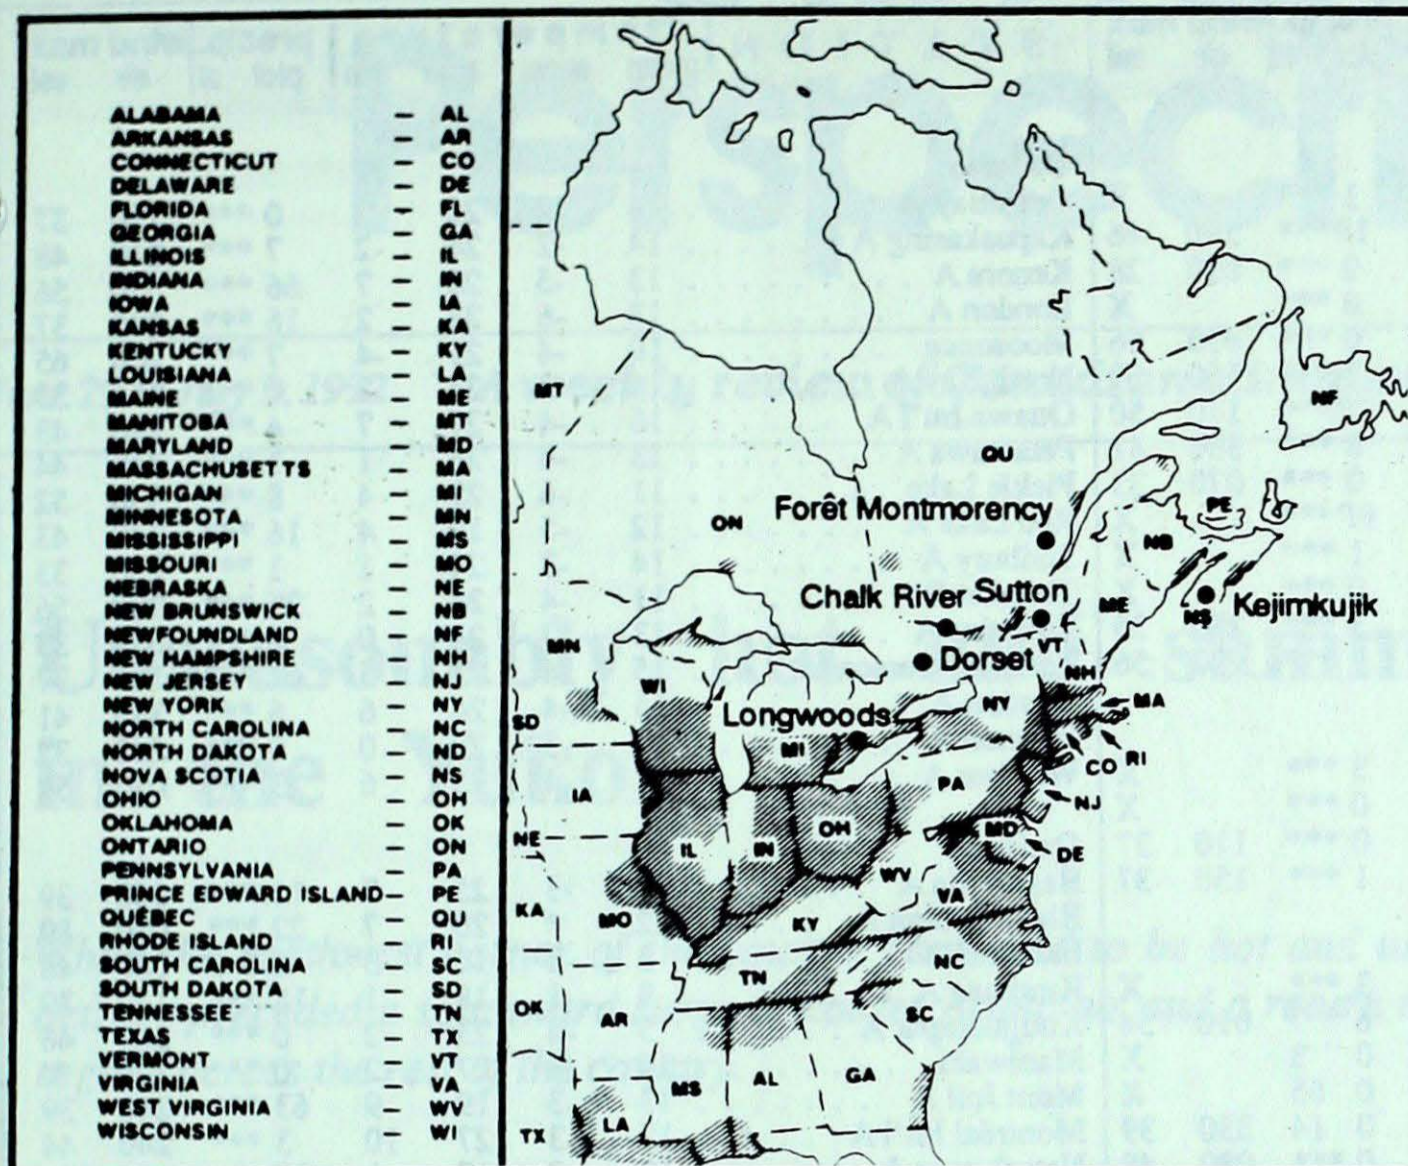 ALABAMA – AL
ARKANSAS – AR
CONNECTICUT – CO
DELAWARE – DE
FLORIDA – FL
GEORGIA – GA
ILLINOIS – IL
INDIANA – IN
IOWA – IA
KANSAS – KA
KENTUCKY – KY
LOUISIANA – LA
MAINE – ME
MANITOBA – MT
MARYLAND – MD
MASSACHUSETTS – MA
MICHIGAN – MI
MINNESOTA – MN
MISSISSIPPI – MS
MISSOURI – MO
NEBRASKA – NE
NEW BRUNSWICK – NB
NEWFOUNDLAND – NF
NEW HAMPSHIRE – NH
NEW JERSEY – NJ
NEW YORK – NY
NORTH CAROLINA – NC
NORTH DAKOTA – ND
NOVA SCOTIA – NS
OHIO – OH
OKLAHOMA – OK
ONTARIO – ON
PENNSYLVANIA – PA
PRINCE EDWARD ISLAND – PE
QUÉBEC – QU
RHODE ISLAND – RI
SOUTH CAROLINA – SC
SOUTH DAKOTA – SD
TENNESSEE – TN
TEXAS – TX
VERMONT – VT
VIRGINIA – VA
WEST VIRGINIA – WV
WISCONSIN – WI
MT
NF
QU
ON
Forêt Montmorency
PE
NB
Chalk River
Sutton
ME
NS
Kejimkujik
MN
Dorset
VT
NH
WI
NY
MA
SD
Longwoods
MI
CO
RI
IA
PA
NJ
NE
IL
IN
OH
MD
DE
WV
VA
KA
MO
KY
NC
TN
OK
AR
SC
MS
AL
GA
LA
TX